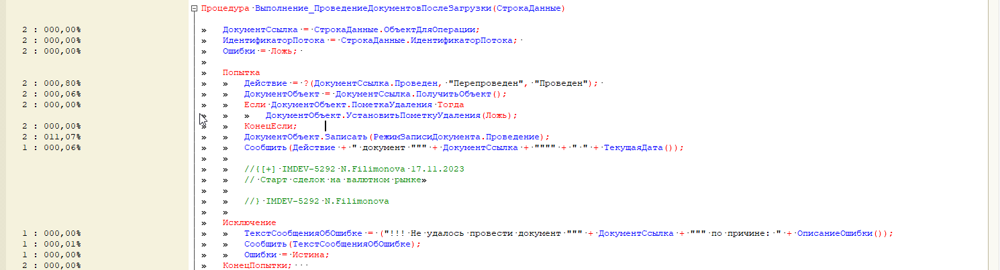 Процедура Выполнение_ПроведениеДокументовПослеЗагрузки(СтрокаДанные)
2 : 000,00% ДокументСсылка = СтрокаДанные.ОбъектДляОперации;
2 : 000,00% ИдентификаторПотока = СтрокаДанные.ИдентификаторПотока;
2 : 000,00% Ошибки = Ложь;
Попытка
2 : 000,80% Действие = ?(ДокументСсылка.Проведен, "Перепроведен", "Проведен");
2 : 000,06% ДокументОбъект = ДокументСсылка.ПолучитьОбъект();
2 : 000,00% Если ДокументОбъект.ПометкаУдаления Тогда
ДокументОбъект.УстановитьПометкуУдаления(Ложь);
2 : 000,00% КонецЕсли;
2 : 011,07% ДокументОбъект.Записать(РежимЗаписиДокумента.Проведение);
1 : 000,06% Сообщить(Действие + " документ """ + ДокументСсылка + """" + " " + ТекущаяДата());
//{[+] IMDEV-5292 N.Filimonova 17.11.2023
// Старт сделок на валютном рынке
//} IMDEV-5292 N.Filimonova
Исключение
1 : 000,00% ТекстСообщенияОбОшибке = ("!!! Не удалось провести документ """ + ДокументСсылка + """ по причине: " + ОписаниеОшибки());
1 : 000,01% Сообщить(ТекстСообщенияОбОшибке);
1 : 000,00% Ошибки = Истина;
2 : 000,00% КонецПопытки;